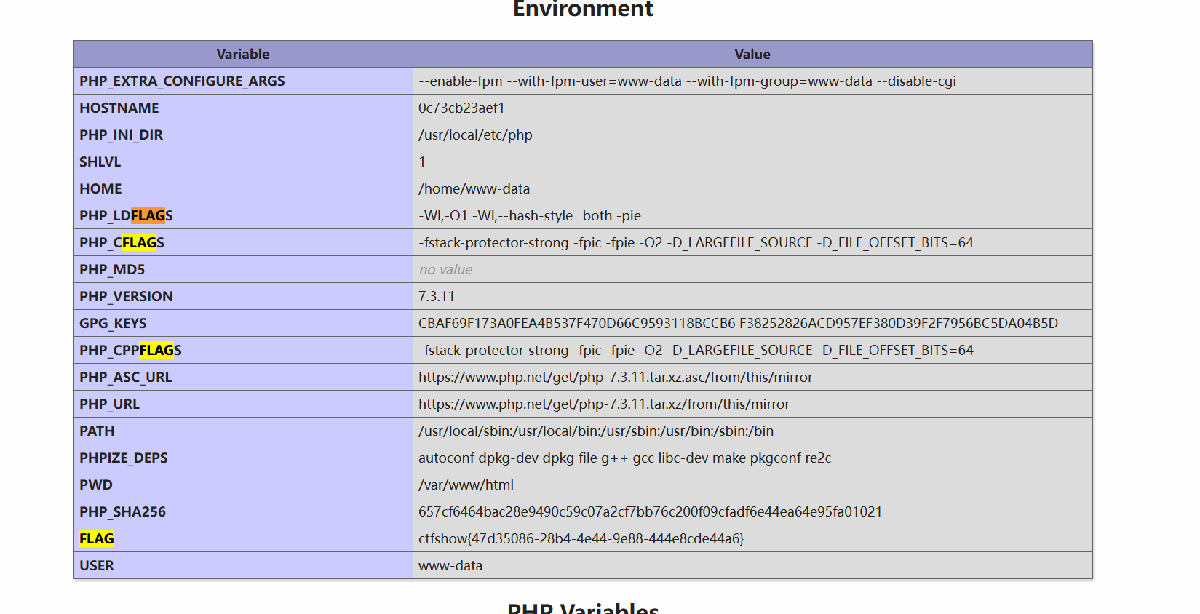 Environment
Variable Value
PHP_EXTRA_CONFIGURE_ARGS --enable-fpm --with-fpm-user=www-data --with-fpm-group=www-data --disable-cgi
HOSTNAME 0c73cb23aef1
PHP_INI_DIR /usr/local/etc/php
SHLVL 1
HOME /home/www-data
PHP_LDFLAGS -Wl,-O1 -Wl,--hash-style both -pie
PHP_CFLAGS -fstack-protector-strong -fpic -fpie -O2 -D_LARGEFILE_SOURCE -D_FILE_OFFSET_BITS=64
PHP_MD5 no value
PHP_VERSION 7.3.11
GPG_KEYS CBAF69F173A0FEA4B537F470D66C9593118BCCB6 F38252826ACD957EF380D39F2F7956BC5DA04B5D
PHP_CPPFLAGS fstack protector strong fpic fpie O2 D_LARGEFILE_SOURCE D_FILE_OFFSET_BITS=64
PHP_ASC_URL https://www.php.net/get/php-7.3.11.tar.xz.asc/from/this/mirror
PHP_URL https://www.php.net/get/php-7.3.11.tar.xz/from/this/mirror
PATH /usr/local/sbin:/usr/local/bin:/usr/sbin:/usr/bin:/sbin:/bin
PHPIZE_DEPS autoconf dpkg-dev dpkg file g++ gcc libc-dev make pkgconf re2c
PWD /var/www/html
PHP_SHA256 657cf6464bac28e9490c59c07a2cf7bb76c200f09cfadf6e44ea64e95fa01021
FLAG ctfshow{47d35086-28b4-4e44-9e88-444e8cde44a6}
USER www-data
PHP Variables